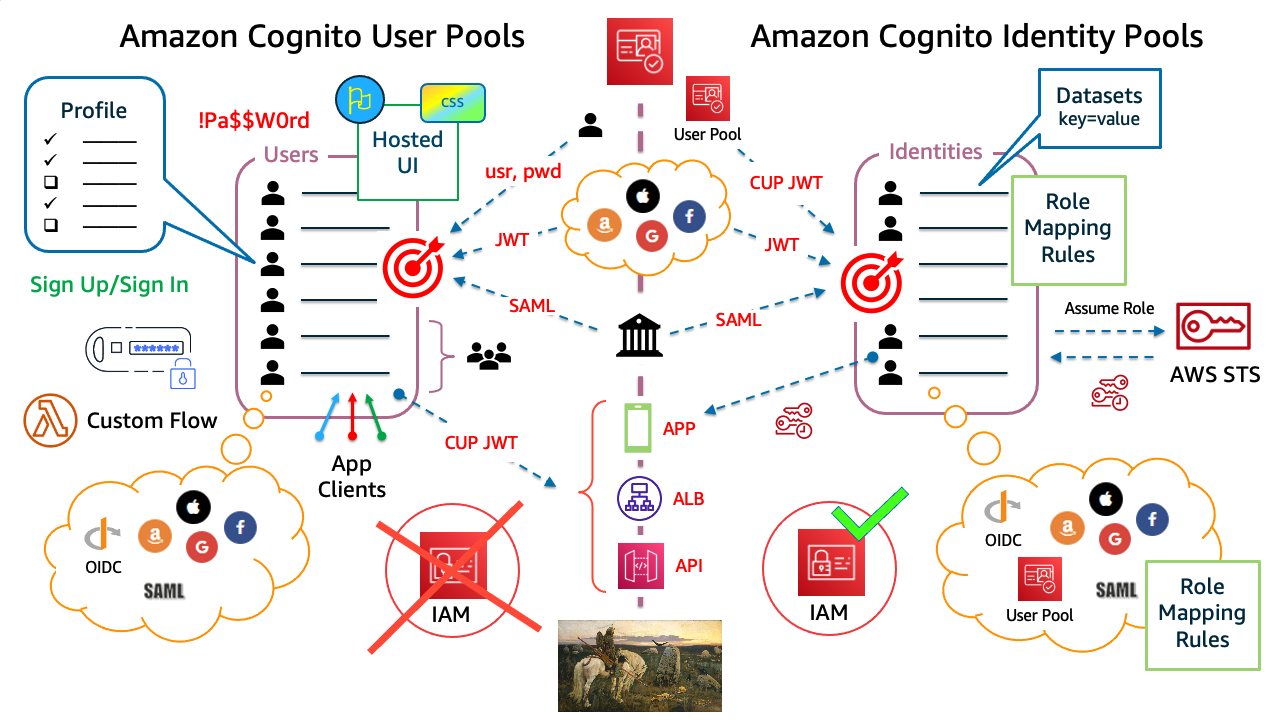 Amazon Cognito User Pools
Amazon Cognito Identity Pools
Profile
!Pa$$W0rd
css
Hosted
UI
Users
User Pool
Datasets
key=value
Identities
usr, pwd
CUP JWT
a
f
G
Role
Mapping
Rules
JWT
JWT
Sign Up/Sign In
SAML
SAML
Assume Role
******
AWS STS
Custom Flow
APP
CUP JWT
App
Clients
ALB
OIDC
a
G
f
SAML
IAM
API
IAM
OIDC
a
G
f
User Pool
SAML
Role
Mapping
Rules